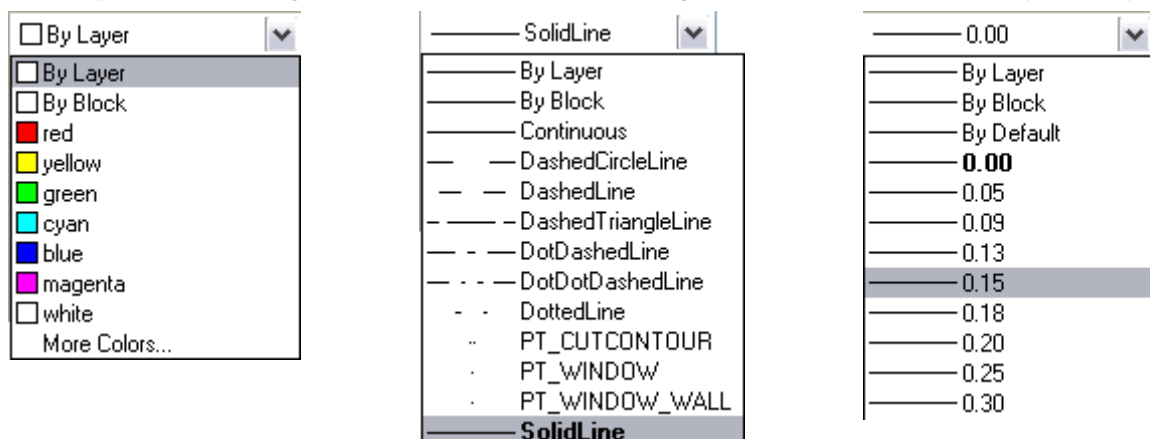 By Layer
By Layer
By Block
red
yellow
green
cyan
blue
magenta
white
More Colors...
SolidLine
By Layer
By Block
Continuous
DashedCircleLine
DashedLine
DashedTriangleLine
DotDashedLine
DotDotDashedLine
DottedLine
PT_CUTCONTOUR
PT_WINDOW
PT_WINDOW_WALL
SolidLine
0.00
By Layer
By Block
By Default
0.00
0.05
0.09
0.13
0.15
0.18
0.20
0.25
0.30